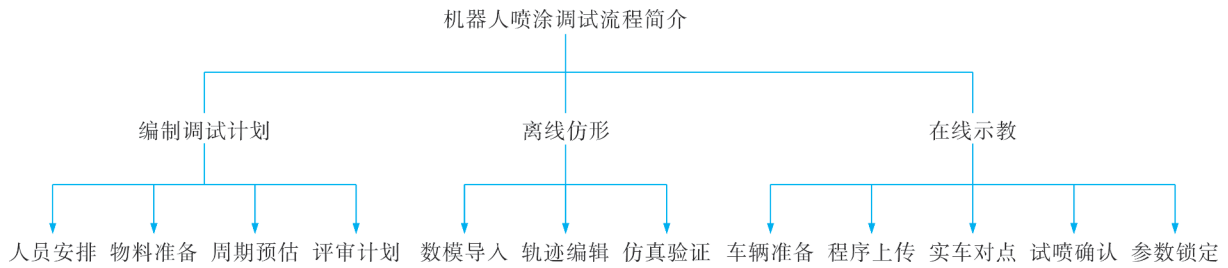 机器人喷涂调试流程简介
编制调试计划 离线仿形 在线示教
人员安排 物料准备 周期预估 评审计划 数模导入 轨迹编辑 仿真验证 车辆准备 程序上传 实车对点 试喷确认 参数锁定